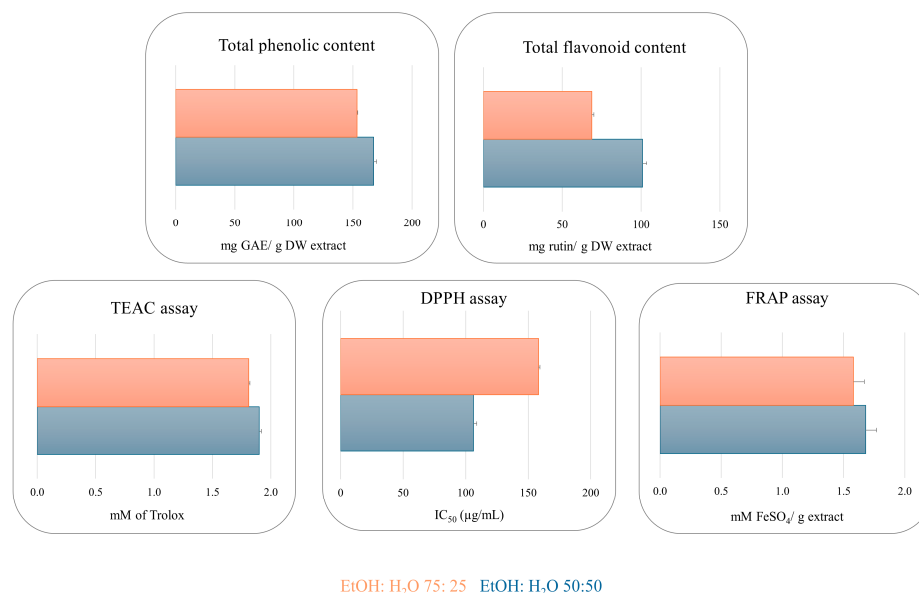 Total phenolic content
0 50 100 150 200
mg GAE/ g DW extract
Total flavonoid content
0 50 100 150
mg rutin/ g DW extract
TEAC assay
0.0 0.5 1.0 1.5 2.0
mM of Trolox
DPPH assay
0 50 100 150 200
IC₅₀ (µg/mL)
FRAP assay
0.0 0.5 1.0 1.5 2.0
mM FeSO₄/ g extract
EtOH: H₂O 75: 25 EtOH: H₂O 50:50